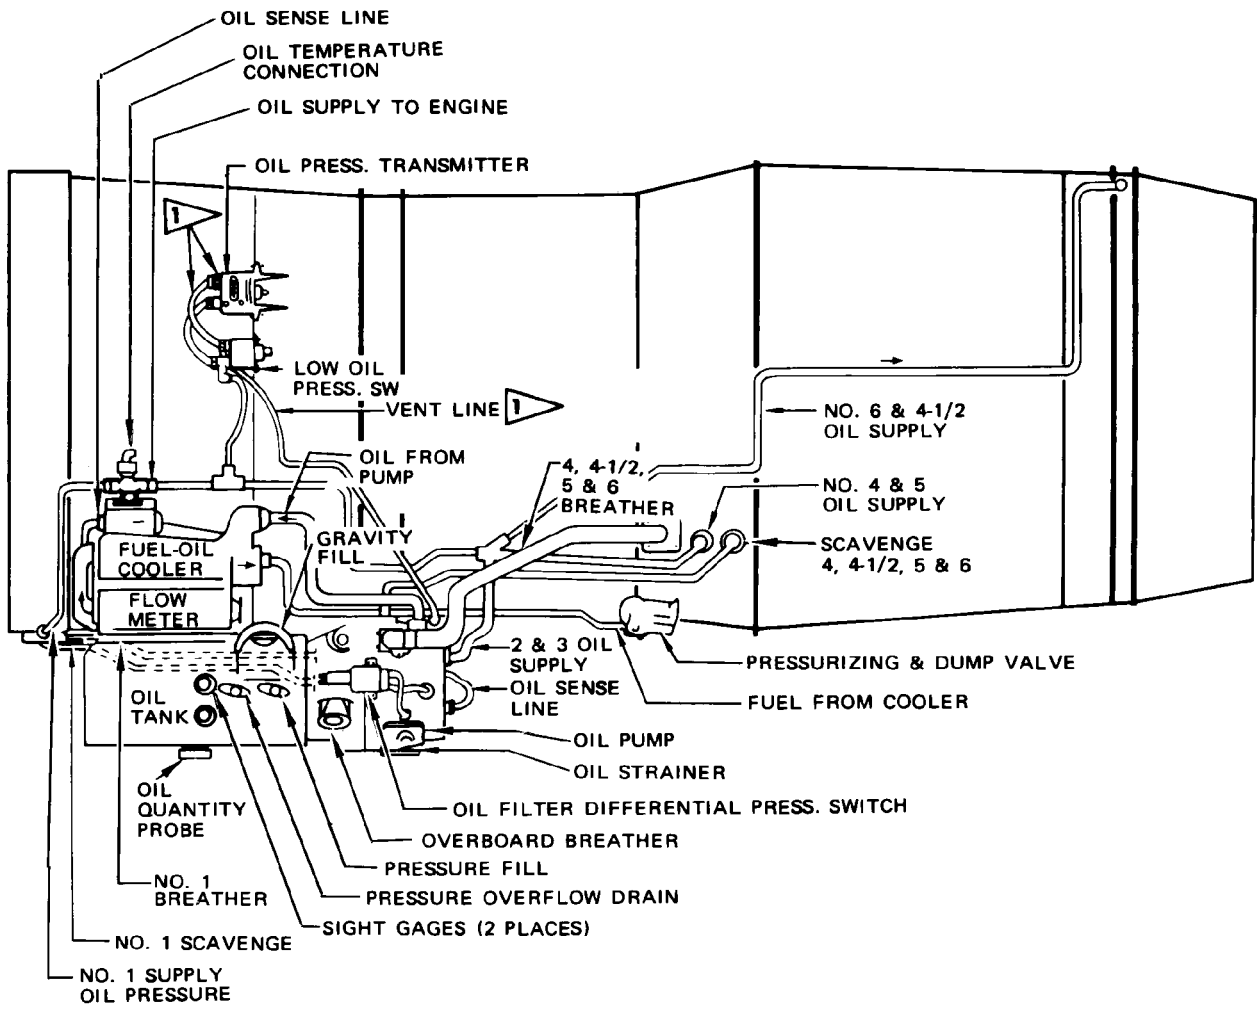 OIL SENSE LINE
OIL TEMPERATURE
CONNECTION
OIL SUPPLY TO ENGINE
OIL PRESS. TRANSMITTER
1
LOW OIL
PRESS. SW
VENT LINE 1
OIL FROM
PUMP
4, 4-1/2,
5 & 6
BREATHER
NO. 6 & 4-1/2
OIL SUPPLY
NO. 4 & 5
OIL SUPPLY
SCAVENGE
4, 4-1/2, 5 & 6
GRAVITY
FILL
FUEL-OIL
COOLER
FLOW
METER
2 & 3 OIL
SUPPLY
OIL SENSE
LINE
PRESSURIZING & DUMP VALVE
FUEL FROM COOLER
OIL
TANK
OIL PUMP
OIL STRAINER
OIL
QUANTITY
PROBE
OIL FILTER DIFFERENTIAL PRESS. SWITCH
OVERBOARD BREATHER
PRESSURE FILL
NO. 1
BREATHER
PRESSURE OVERFLOW DRAIN
SIGHT GAGES (2 PLACES)
NO. 1 SCAVENGE
NO. 1 SUPPLY
OIL PRESSURE